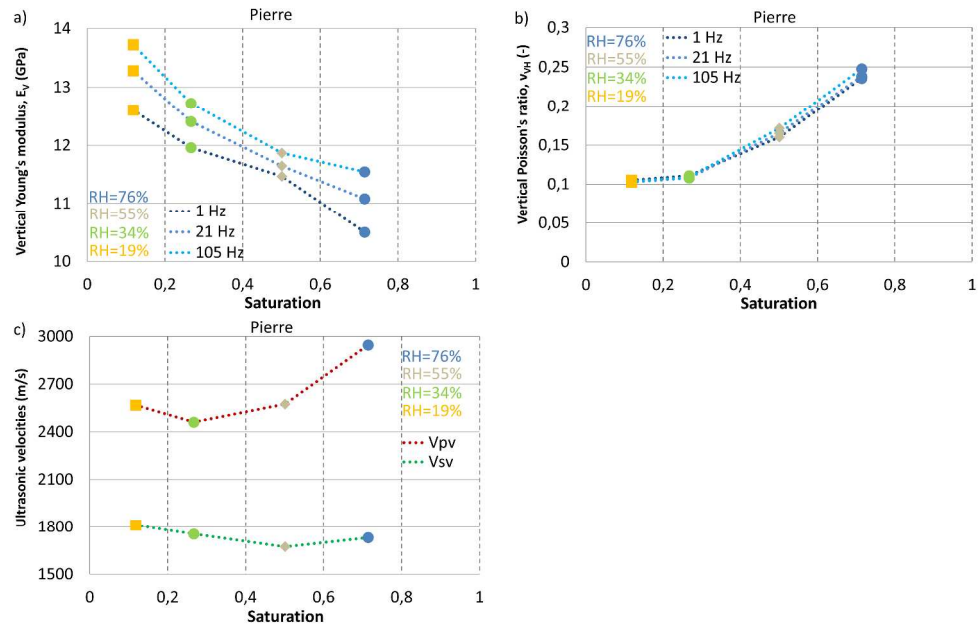 a)
Pierre
Vertical Young's modulus, EV (GPa)
14
13
12
11
10
RH=76%
RH=55%
RH=34%
RH=19%
1 Hz
21 Hz
105 Hz
0
0,2
0,4
0,6
0,8
1
Saturation
b)
Pierre
Vertical Poisson's ratio, νVH (-)
0,3
0,25
0,2
0,15
0,1
0,05
0
RH=76%
RH=55%
RH=34%
RH=19%
1 Hz
21 Hz
105 Hz
0
0,2
0,4
0,6
0,8
1
Saturation
c)
Pierre
Ultrasonic velocities (m/s)
3000
2700
2400
2100
1800
1500
RH=76%
RH=55%
RH=34%
RH=19%
Vpv
Vsv
0
0,2
0,4
0,6
0,8
1
Saturation